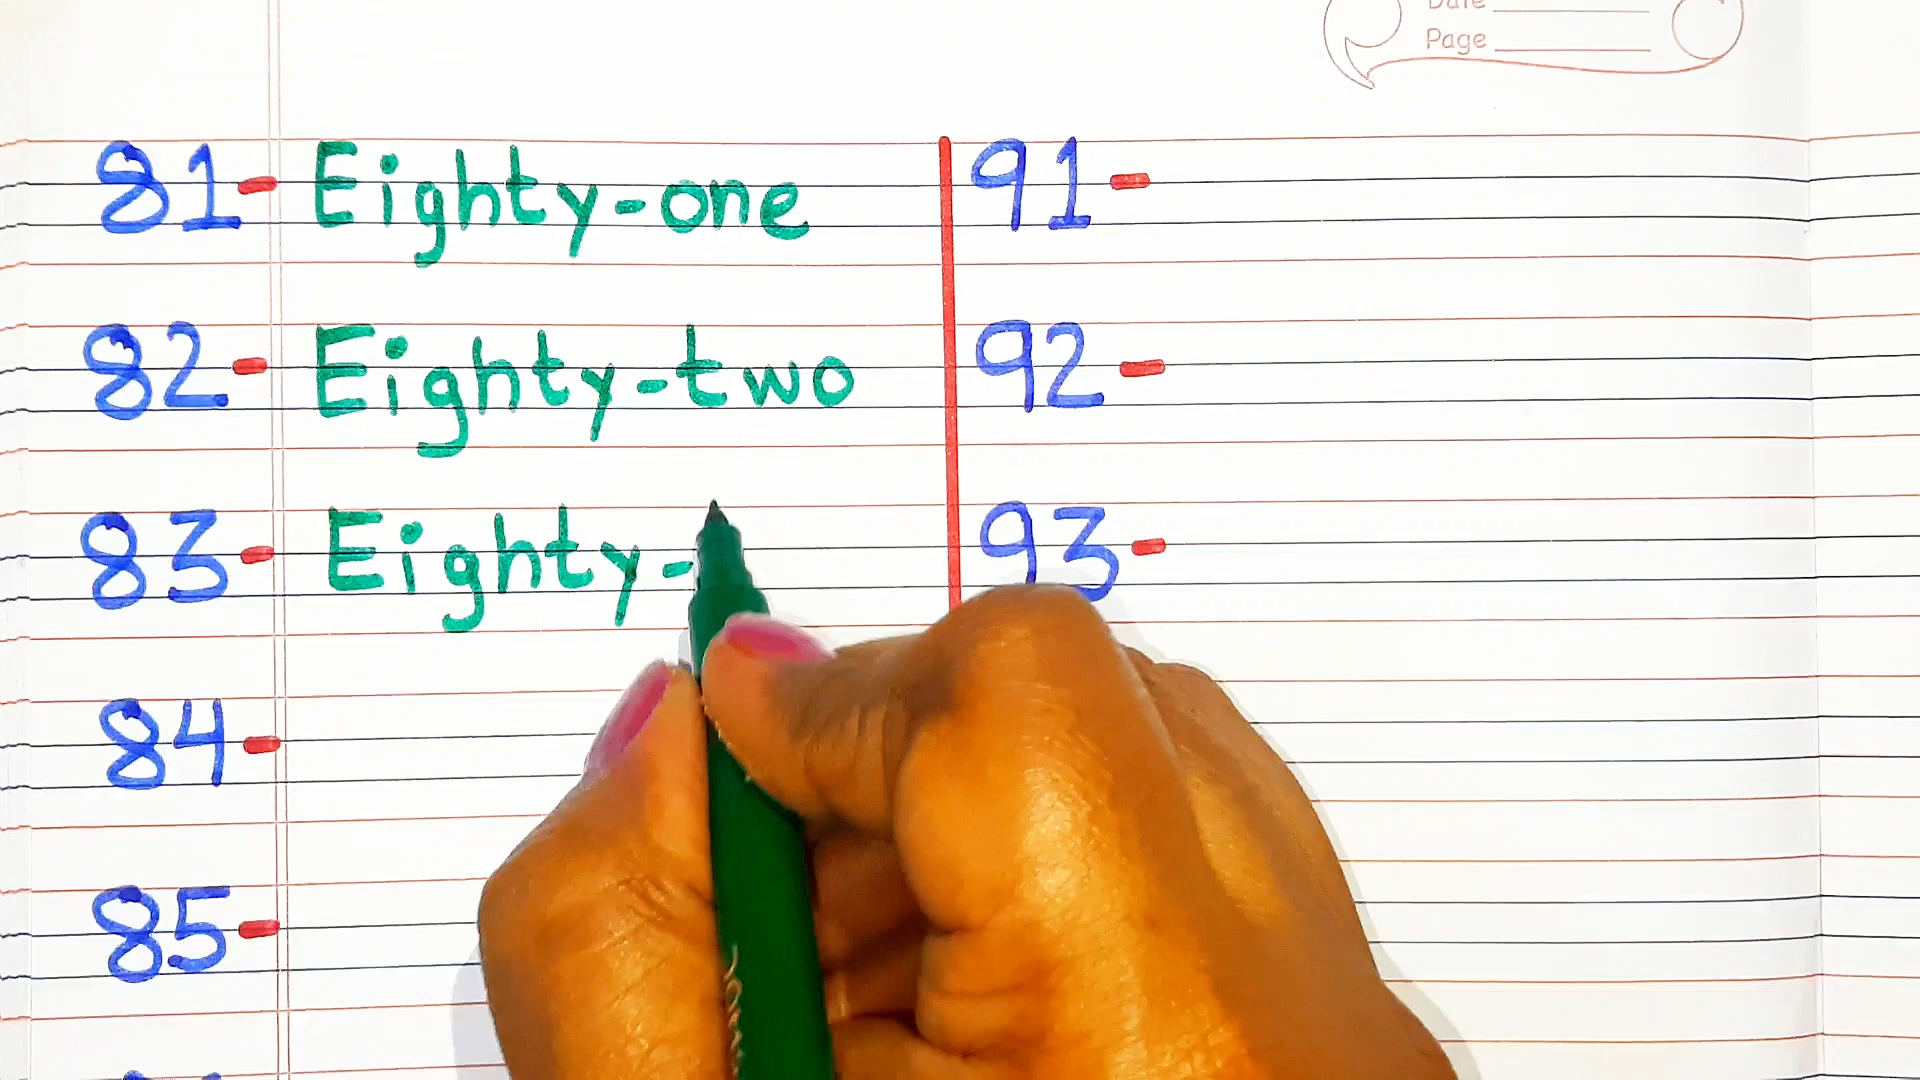 Date
Page
81- Eighty-one
82- Eighty-two
83- Eighty-
84-
85-
91-
92-
93-